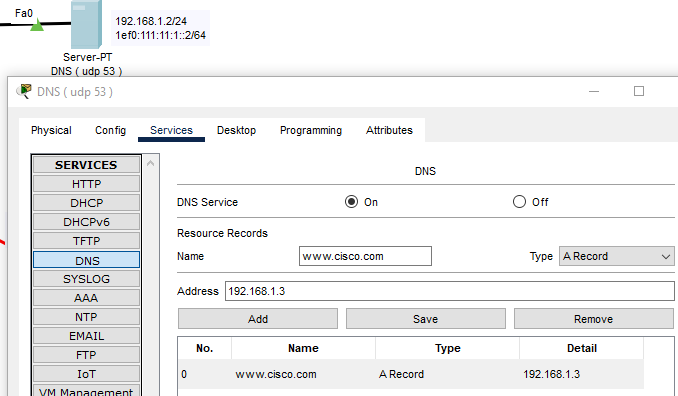 Fa0
192.168.1.2/24
1ef0:111:11:1::2/64
Server-PT
DNS ( udp 53 )
DNS ( udp 53 )
Physical Config Services Desktop Programming Attributes
SERVICES
HTTP
DHCP
DHCPv6
TFTP
DNS
SYSLOG
AAA
NTP
EMAIL
FTP
IoT
VM Management
DNS
DNS Service On Off
Resource Records
Name www.cisco.com Type A Record
Address 192.168.1.3
Add Save Remove
No. Name Type Detail
0 www.cisco.com A Record 192.168.1.3